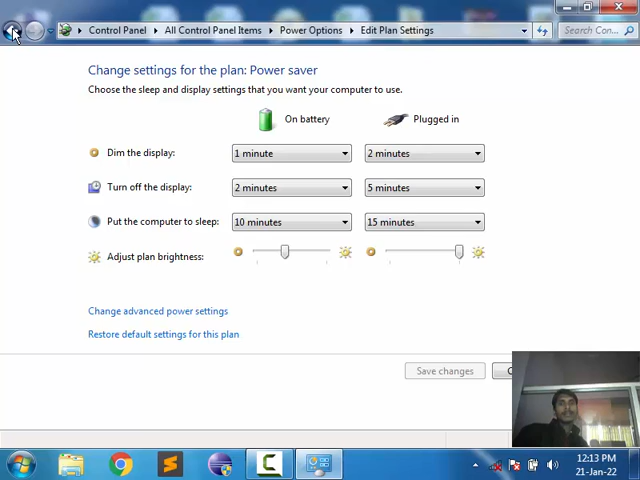 Control Panel ▸ All Control Panel Items ▸ Power Options ▸ Edit Plan Settings
Search Con...
Change settings for the plan: Power saver
Choose the sleep and display settings that you want your computer to use.
On battery
Plugged in
Dim the display:
1 minute
2 minutes
Turn off the display:
2 minutes
5 minutes
Put the computer to sleep:
10 minutes
15 minutes
Adjust plan brightness:
Change advanced power settings
Restore default settings for this plan
Save changes
12:13 PM
21-Jan-22